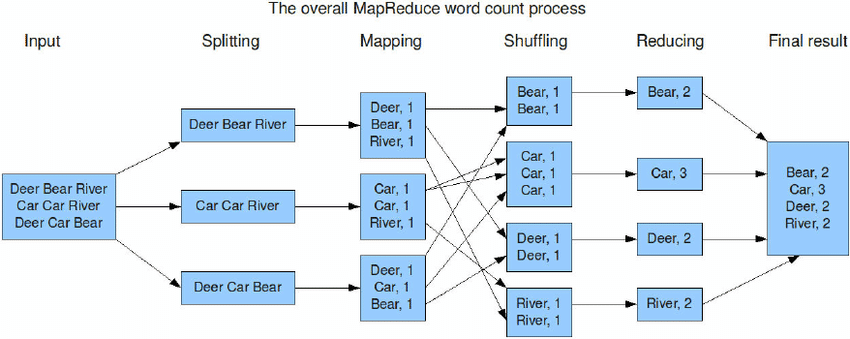 The overall MapReduce word count process
Input
Splitting
Mapping
Shuffling
Reducing
Final result
Deer Bear River
Car Car River
Deer Car Bear
Deer Bear River
Car Car River
Deer Car Bear
Deer, 1
Bear, 1
River, 1
Car, 1
Car, 1
River, 1
Deer, 1
Car, 1
Bear, 1
Bear, 1
Bear, 1
Car, 1
Car, 1
Car, 1
Deer, 1
Deer, 1
River, 1
River, 1
Bear, 2
Car, 3
Deer, 2
River, 2
Bear, 2
Car, 3
Deer, 2
River, 2